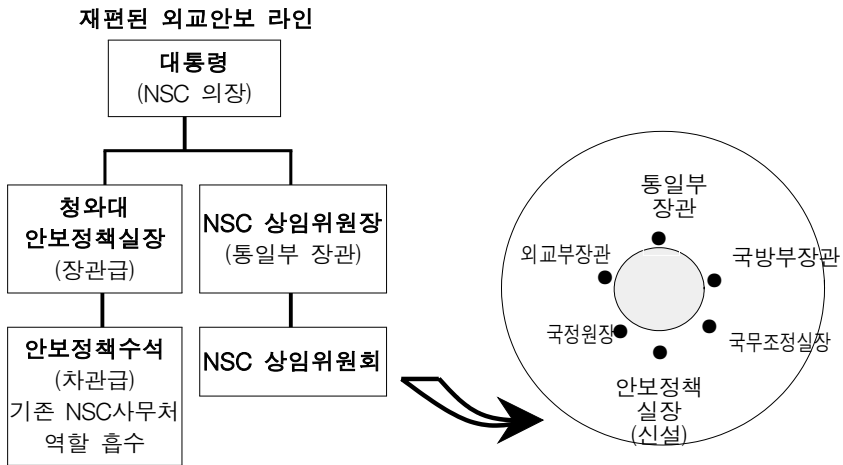 재편된 외교안보 라인
대통령
(NSC 의장)
청와대
안보정책실장
(장관급)
NSC 상임위원장
(통일부 장관)
안보정책수석
(차관급)
기존 NSC사무처
역할 흡수
NSC 상임위원회
통일부
장관
외교부장관
국방부장관
국정원장
국무조정실장
안보정책
실장
(신설)